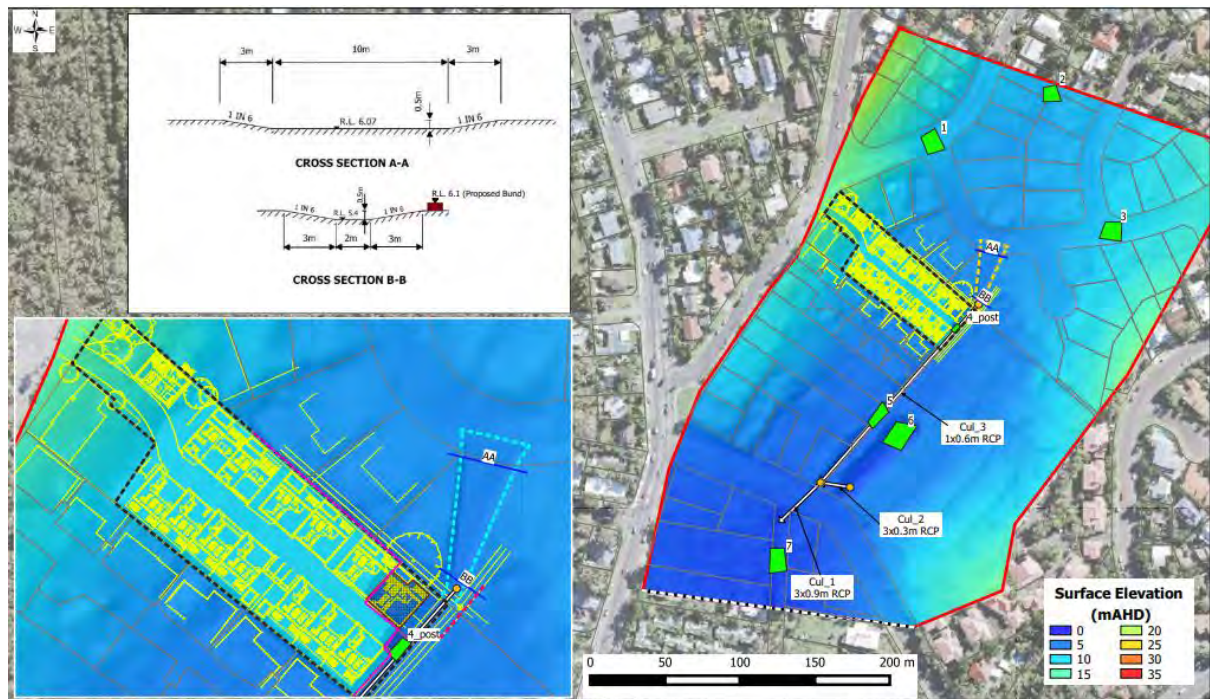 N
W E
S
3m 10m 3m
1 IN 6 R.L. 6.07 0.5m 1 IN 6
CROSS SECTION A-A
R.L. 6.1 (Proposed Bund)
1 IN 6 R.L. 5.4 0.5m 1 IN 6
3m 2m 3m
CROSS SECTION B-B
AA
BB
4_post
2
1
3
AA
BB
4_post
5
6
Cul_3
1x0.6m RCP
Cul_2
3x0.3m RCP
7
Cul_1
3x0.9m RCP
0 50 100 150 200 m
Surface Elevation
(mAHD)
0 20
5 25
10 30
15 35